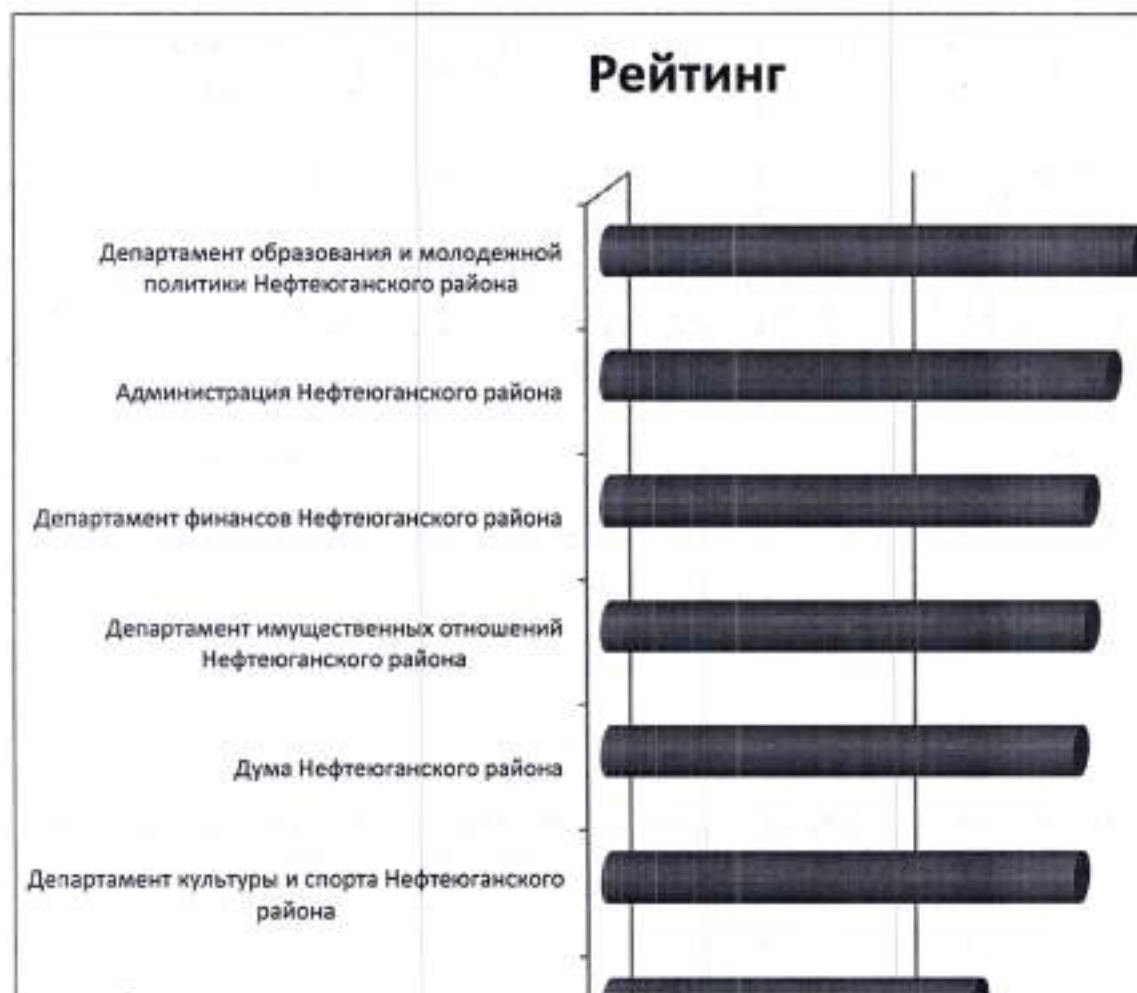 Рейтинг
Департамент образования и молодежной
политики Нефтеюганского района
Администрация Нефтеюганского района
Департамент финансов Нефтеюганского района
Департамент имущественных отношений
Нефтеюганского района
Дума Нефтеюганского района
Департамент культуры и спорта Нефтеюганского
района